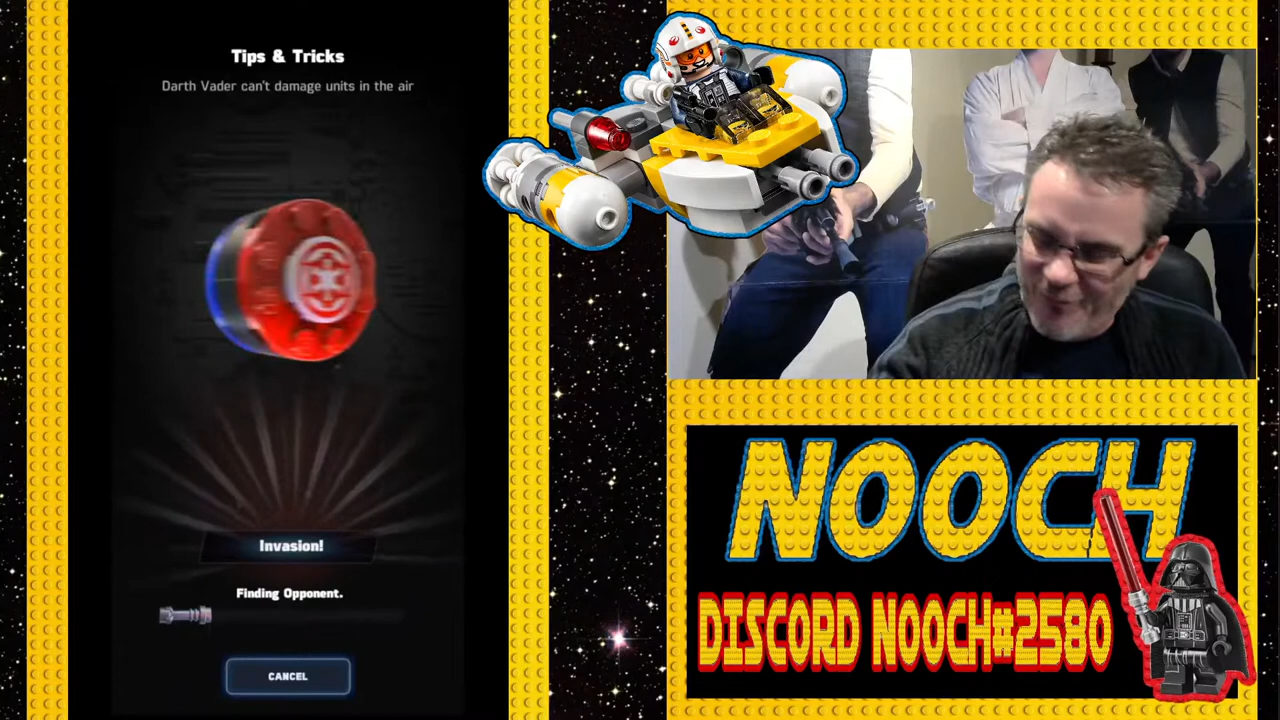 Tips & Tricks
Darth Vader can't damage units in the air
Invasion!
Finding Opponent.
CANCEL
NOOCH
DISCORD NOOCH#2580